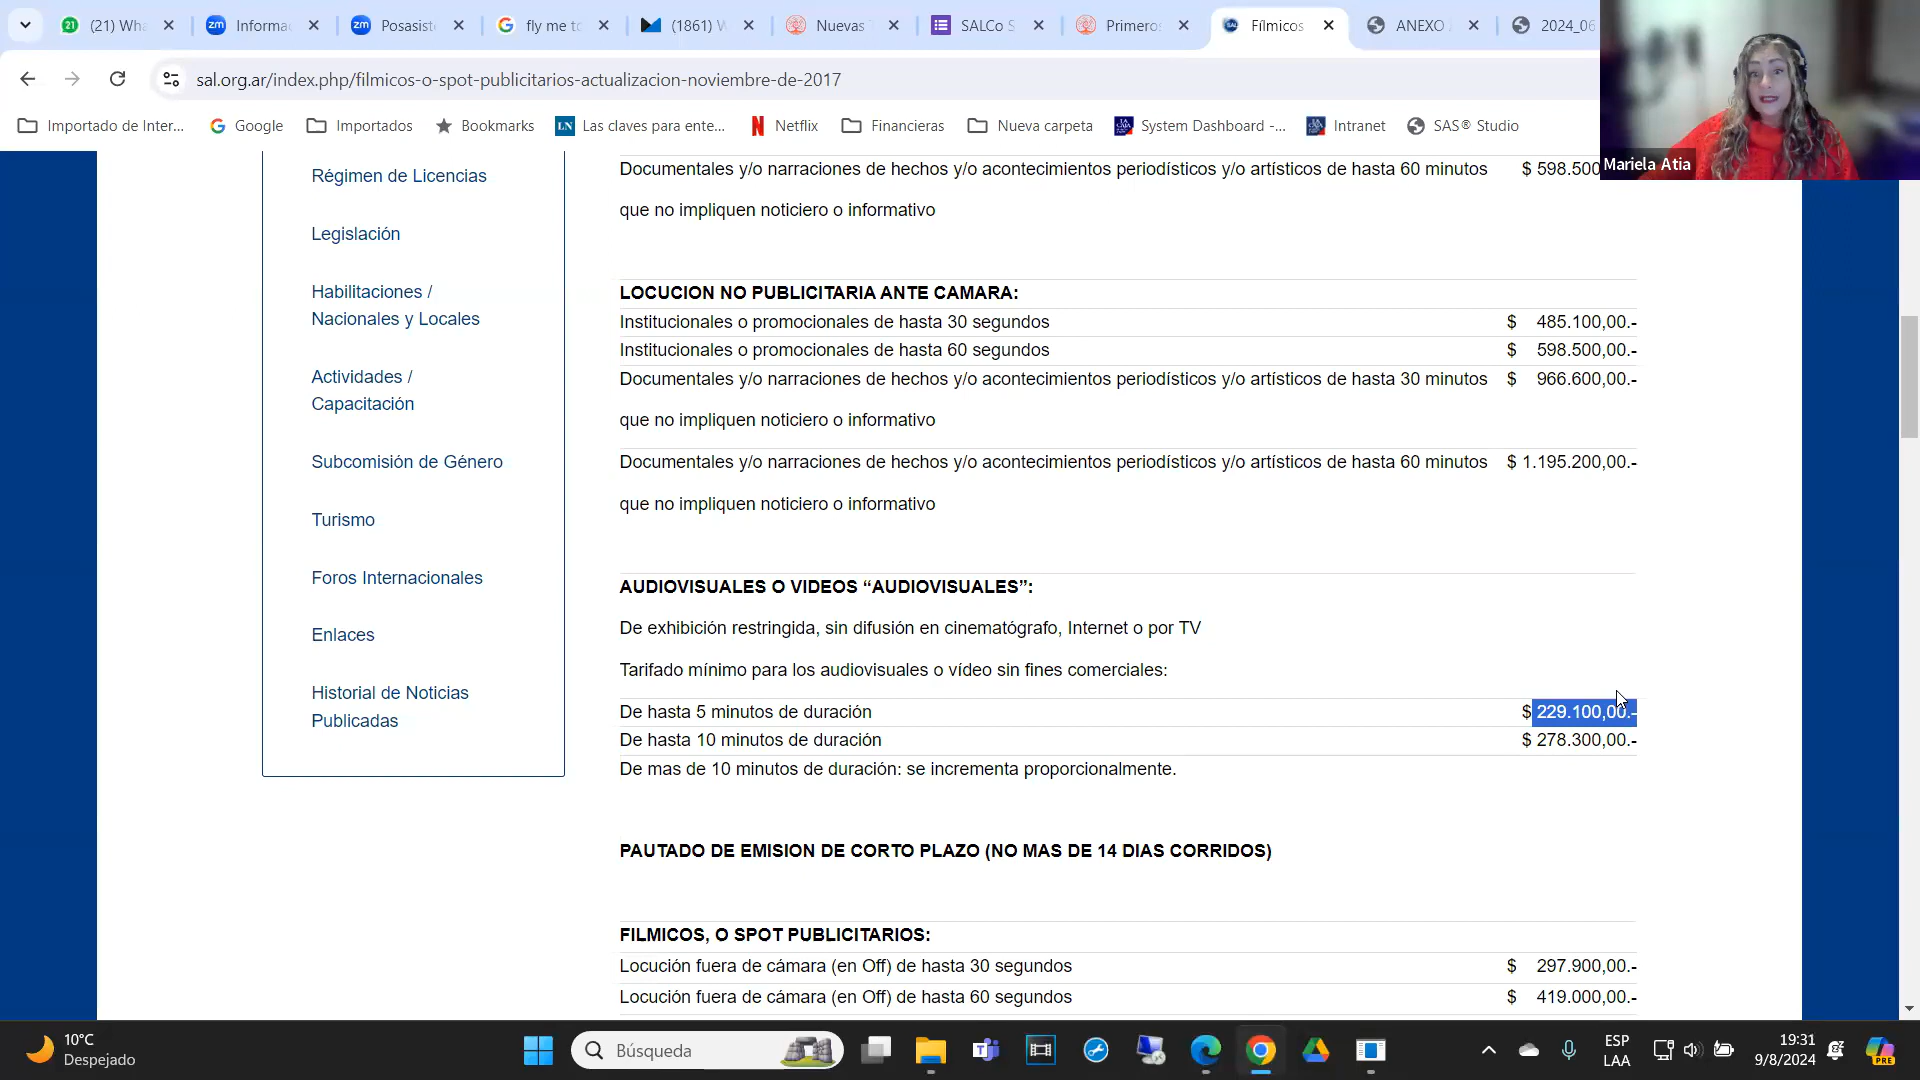 (21) Wha
Informac
Posasist
fly me to
(1861) W
Nuevas
SALCo S
Primeros
Fílmicos
ANEXO
2024_06
sal.org.ar/index.php/filmicos-o-spot-publicitarios-actualizacion-noviembre-de-2017
Importado de Inter...
Google
Importados
Bookmarks
Las claves para ente...
Netflix
Financieras
Nueva carpeta
System Dashboard -...
Intranet
SAS® Studio
Mariela Atia
Régimen de Licencias
Legislación
Habilitaciones /
Nacionales y Locales
Actividades /
Capacitación
Subcomisión de Género
Turismo
Foros Internacionales
Enlaces
Historial de Noticias
Publicadas
Documentales y/o narraciones de hechos y/o acontecimientos periodísticos y/o artísticos de hasta 60 minutos $ 598.500
que no impliquen noticiero o informativo
LOCUCION NO PUBLICITARIA ANTE CAMARA:
Institucionales o promocionales de hasta 30 segundos $ 485.100,00.-
Institucionales o promocionales de hasta 60 segundos $ 598.500,00.-
Documentales y/o narraciones de hechos y/o acontecimientos periodísticos y/o artísticos de hasta 30 minutos $ 966.600,00.-
que no impliquen noticiero o informativo
Documentales y/o narraciones de hechos y/o acontecimientos periodísticos y/o artísticos de hasta 60 minutos $ 1.195.200,00.-
que no impliquen noticiero o informativo
AUDIOVISUALES O VIDEOS “AUDIOVISUALES”:
De exhibición restringida, sin difusión en cinematógrafo, Internet o por TV
Tarifado mínimo para los audiovisuales o vídeo sin fines comerciales:
De hasta 5 minutos de duración $ 229.100,00.-
De hasta 10 minutos de duración $ 278.300,00.-
De mas de 10 minutos de duración: se incrementa proporcionalmente.
PAUTADO DE EMISION DE CORTO PLAZO (NO MAS DE 14 DIAS CORRIDOS)
FILMICOS, O SPOT PUBLICITARIOS:
Locución fuera de cámara (en Off) de hasta 30 segundos $ 297.900,00.-
Locución fuera de cámara (en Off) de hasta 60 segundos $ 419.000,00.-
10°C
Despejado
Búsqueda
ESP
LAA
19:31
9/8/2024
PRE